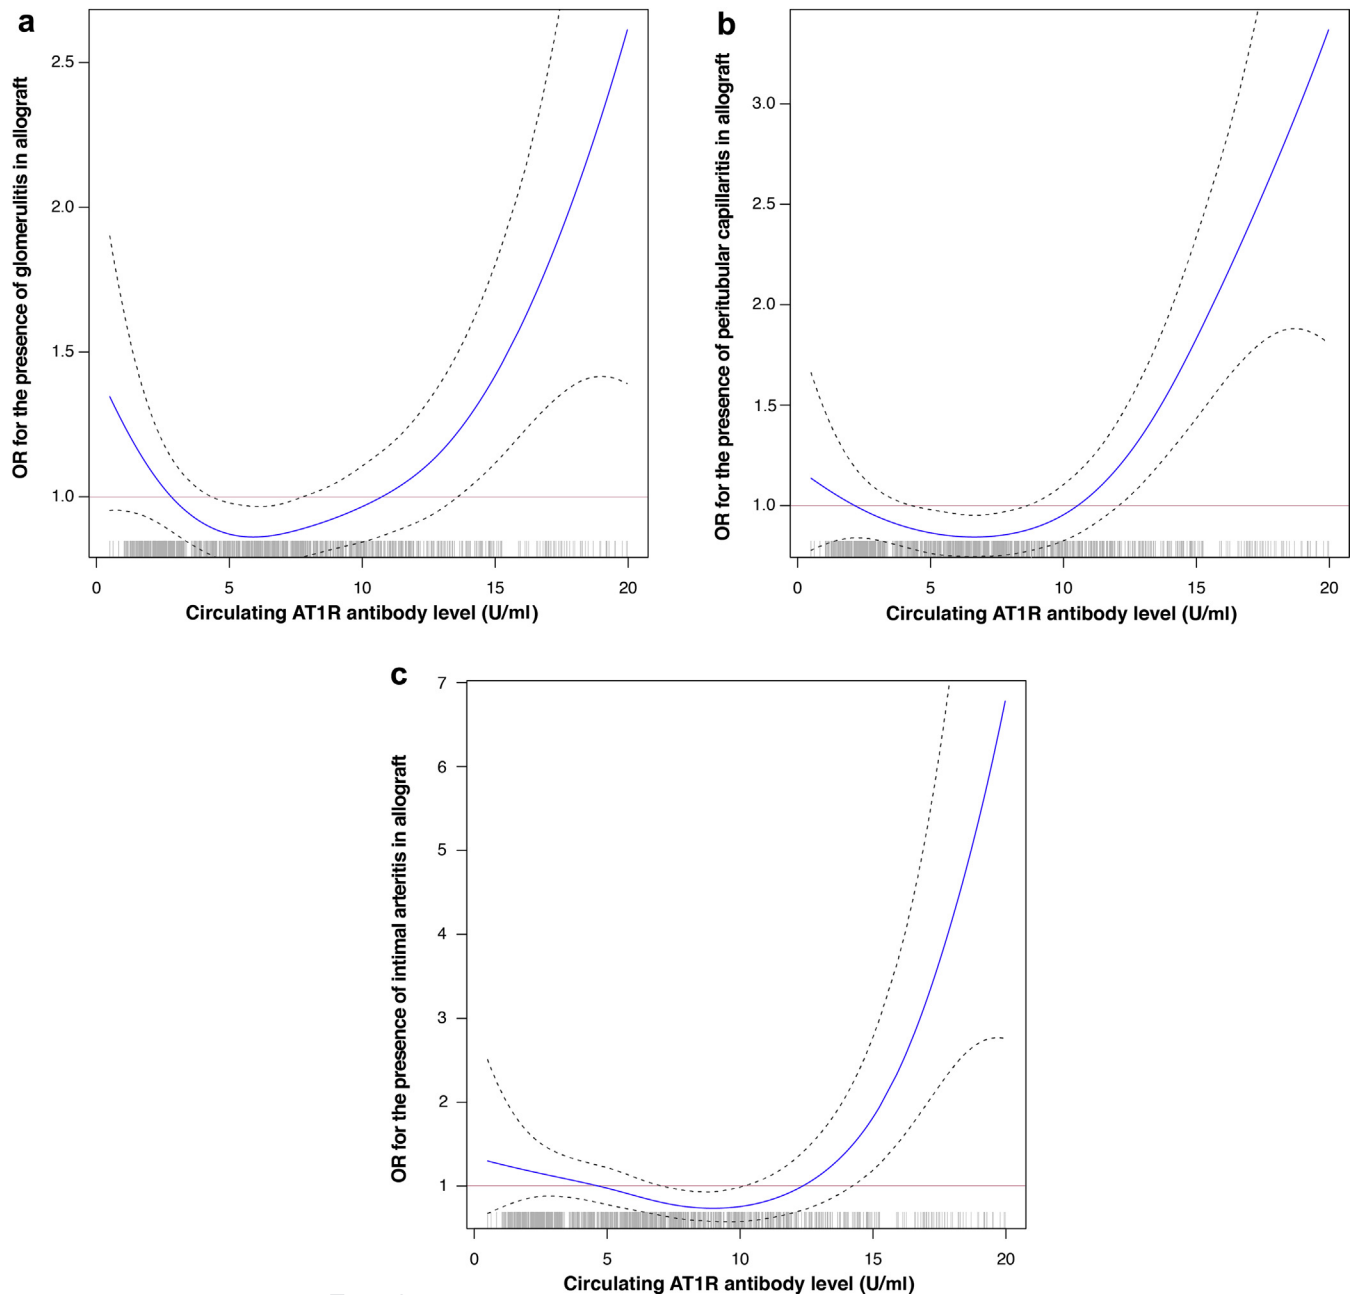 a
OR for the presence of glomerulitis in allograft
2.5
2.0
1.5
1.0
0 5 10 15 20
Circulating AT1R antibody level (U/ml)
b
OR for the presence of peritubular capillaritis in allograft
3.0
2.5
2.0
1.5
1.0
0 5 10 15 20
Circulating AT1R antibody level (U/ml)
c
OR for the presence of intimal arteritis in allograft
7
6
5
4
3
2
1
0 5 10 15 20
Circulating AT1R antibody level (U/ml)